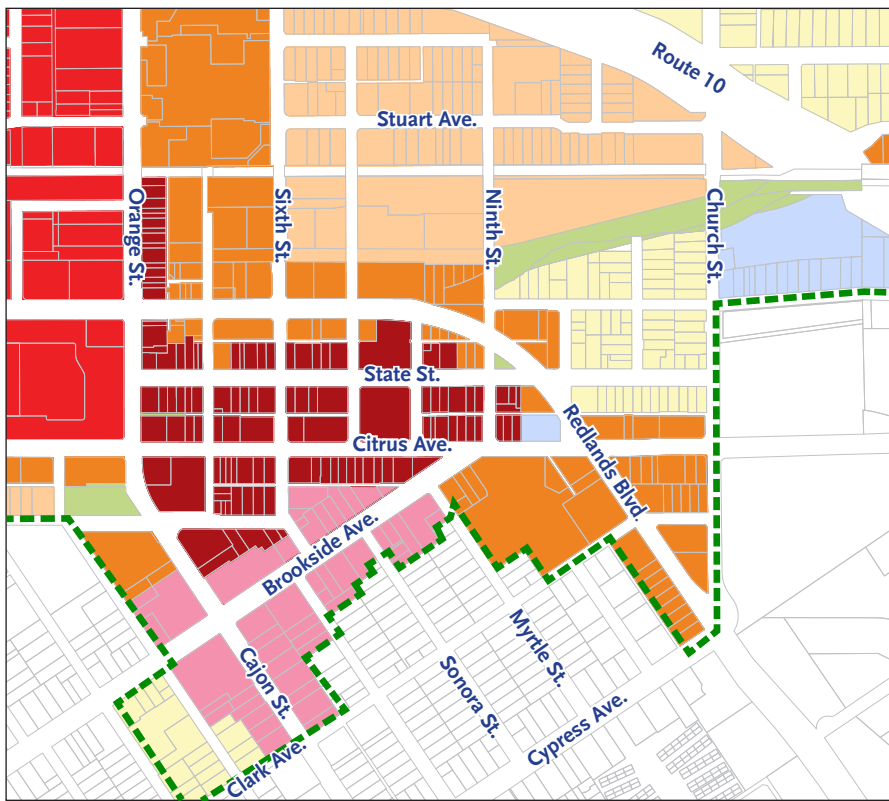 Route 10
Stuart Ave.
Orange St.
Sixth St.
Ninth St.
Church St.
State St.
Citrus Ave.
Redlands Blvd.
Brookside Ave.
Cajon St.
Sonora St.
Myrtle St.
Cypress Ave.
Clark Ave.